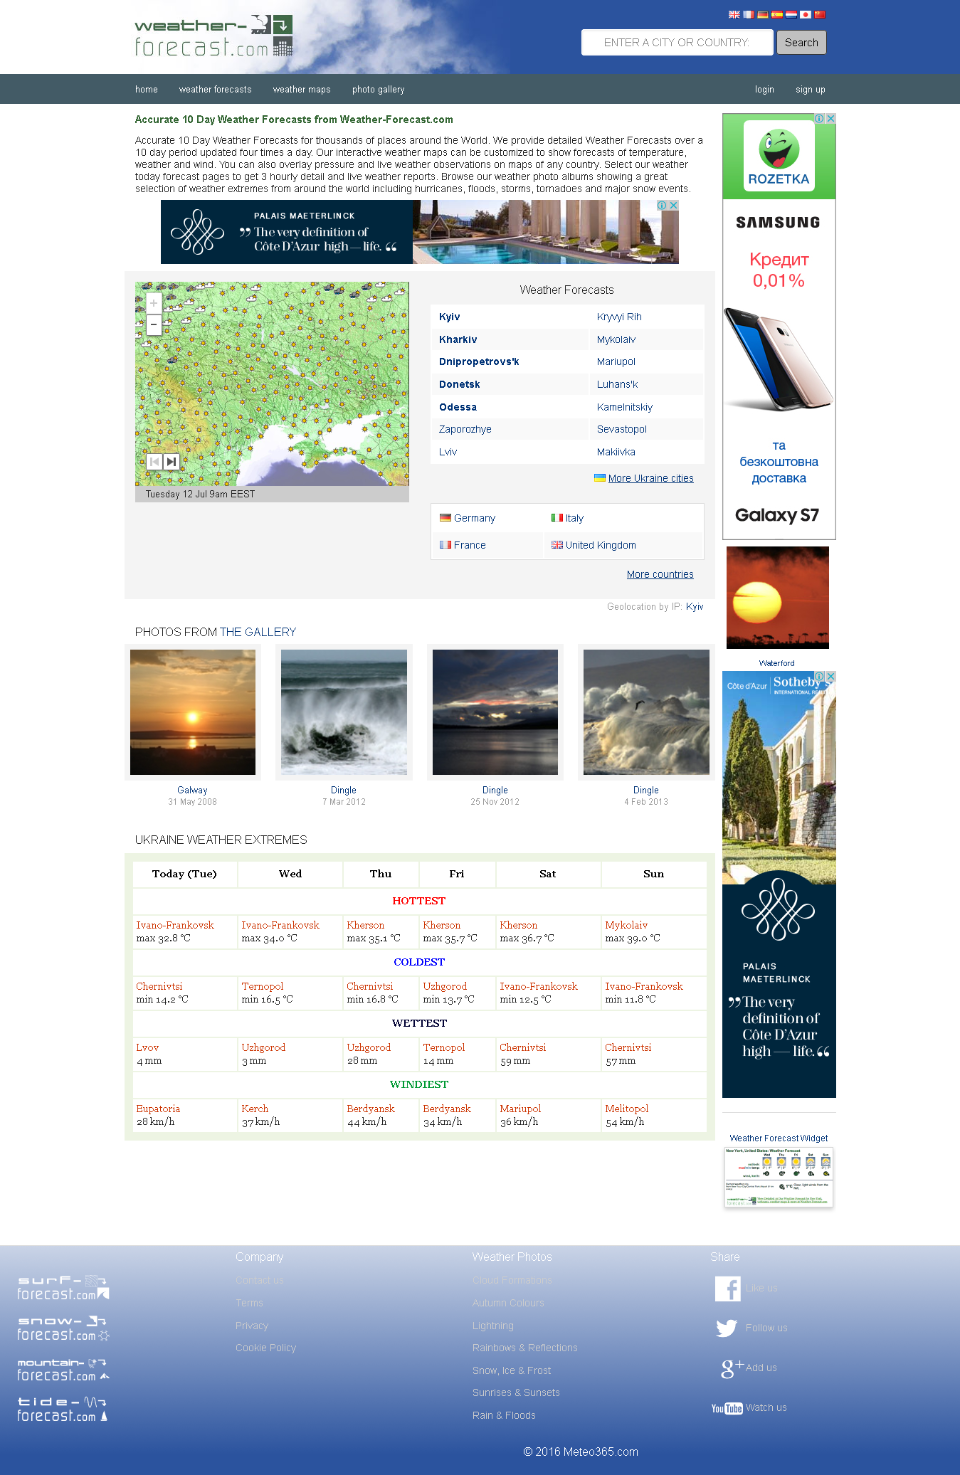 weather-
forecast.com
ENTER A CITY OR COUNTRY:
Search
home
weather forecasts
weather maps
photo gallery
login
sign up
Accurate 10 Day Weather Forecasts from Weather-Forecast.com
Accurate 10 Day Weather Forecasts for thousands of places around the World. We provide detailed Weather Forecasts over a
10 day period updated four times a day. Our interactive weather maps can be customized to show forecasts of temperature,
weather and wind. You can also overlay pressure and live weather observations on maps of any country. Select our weather
today forecast pages to get 3 hourly detail and live weather reports. Browse our weather photo albums showing a great
selection of weather extremes from around the world including hurricanes, floods, storms, tornadoes and major snow events.
PALAIS MAETERLINCK
The very definition of
Côte D'Azur high—life.
ROZETKA
SAMSUNG
Кредит
0,01%
та
безкоштовна
доставка
Galaxy S7
Tuesday 12 Jul 9am EEST
Weather Forecasts
Kyiv
Kryvyi Rih
Kharkiv
Mykolaiv
Dnipropetrovs'k
Mariupol
Donetsk
Luhans'k
Odessa
Kamelnitskiy
Zaporozhye
Sevastopol
Lviv
Makiivka
More Ukraine cities
Germany
Italy
France
United Kingdom
More countries
Geolocation by IP: Kyiv
Waterford
PHOTOS FROM THE GALLERY
Galway
31 May 2008
Dingle
7 Mar 2012
Dingle
25 Nov 2012
Dingle
4 Feb 2013
Côte d'Azur
Sotheby's
PALAIS
MAETERLINCK
The very
definition of
Côte D'Azur
high—life.
UKRAINE WEATHER EXTREMES
Today (Tue) Wed Thu Fri Sat Sun
HOTTEST
Ivano-Frankovsk Ivano-Frankovsk Kherson Kherson Kherson Mykolaiv
max 32.8 °C max 34.0 °C max 35.1 °C max 35.7 °C max 36.7 °C max 39.0 °C
COLDEST
Chernivtsi Ternopol Chernivtsi Uzhgorod Ivano-Frankovsk Ivano-Frankovsk
min 14.2 °C min 16.5 °C min 16.8 °C min 13.7 °C min 12.5 °C min 11.8 °C
WETTEST
Lvov Uzhgorod Uzhgorod Ternopol Chernivtsi Chernivtsi
4 mm 3 mm 28 mm 14 mm 59 mm 57 mm
WINDIEST
Eupatoria Kerch Berdyansk Berdyansk Mariupol Melitopol
28 km/h 37 km/h 44 km/h 34 km/h 36 km/h 54 km/h
Weather Forecast Widget
surf-
forecast.com
snow-
forecast.com
mountain-
forecast.com
tide-
forecast.com
Company
Contact us
Terms
Privacy
Cookie Policy
Weather Photos
Cloud Formations
Autumn Colours
Lightning
Rainbows & Reflections
Snow, Ice & Frost
Sunrises & Sunsets
Rain & Floods
Share
Like us
Follow us
Add us
YouTube Watch us
© 2016 Meteo365.com